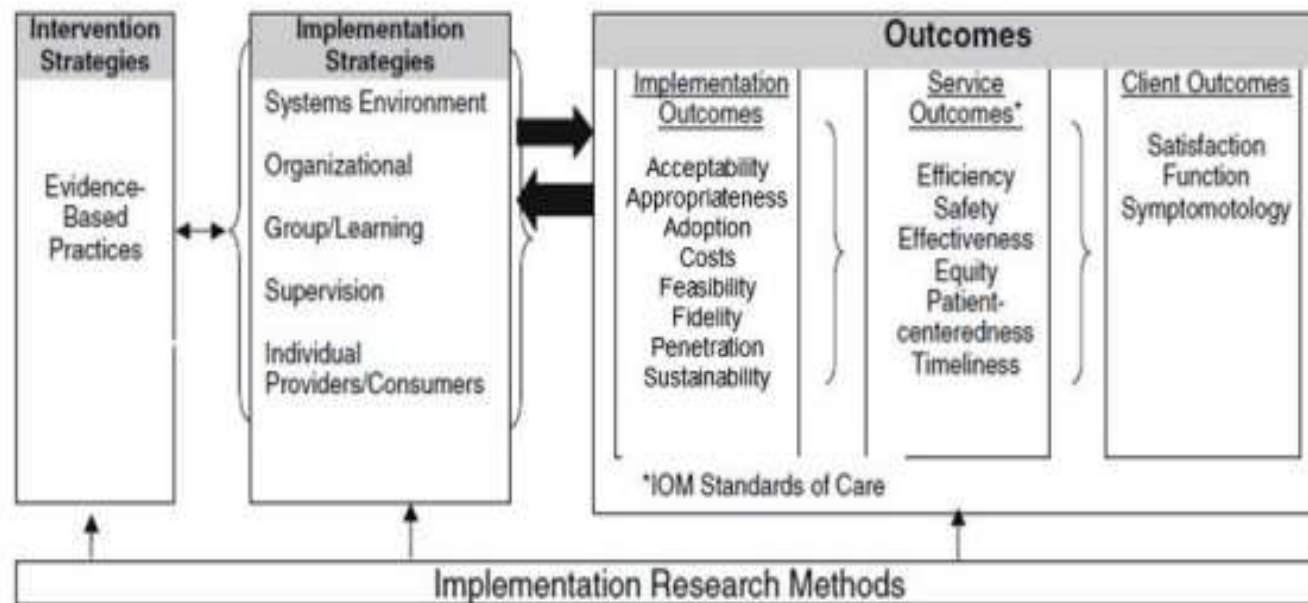 Intervention
Strategies
Evidence-
Based
Practices
Implementation
Strategies
Systems Environment
Organizational
Group/Learning
Supervision
Individual
Providers/Consumers
Outcomes
Implementation
Outcomes
Acceptability
Appropriateness
Adoption
Costs
Feasibility
Fidelity
Penetration
Sustainability
Service
Outcomes*
Efficiency
Safety
Effectiveness
Equity
Patient-
centeredness
Timeliness
Client Outcomes
Satisfaction
Function
Symptomotology
*IOM Standards of Care
Implementation Research Methods